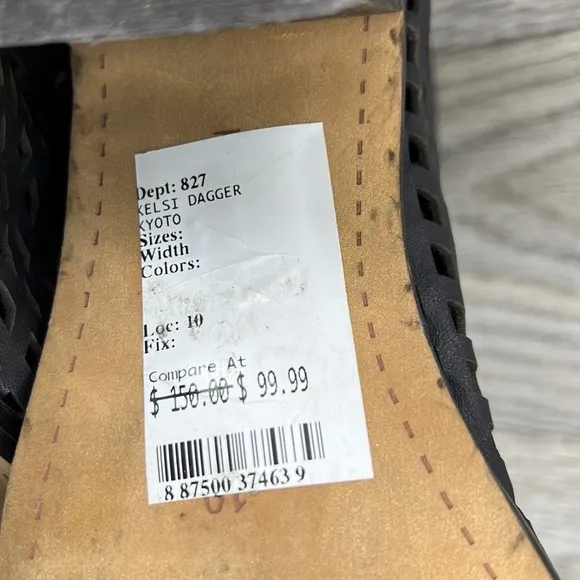 Dept: 827
KELSI DAGGER
KYOTO
Sizes:
Width
Colors:
Loc: 10
Fix:
Compare At
$ 150.00 $ 99.99
8 87500 37463 9
10